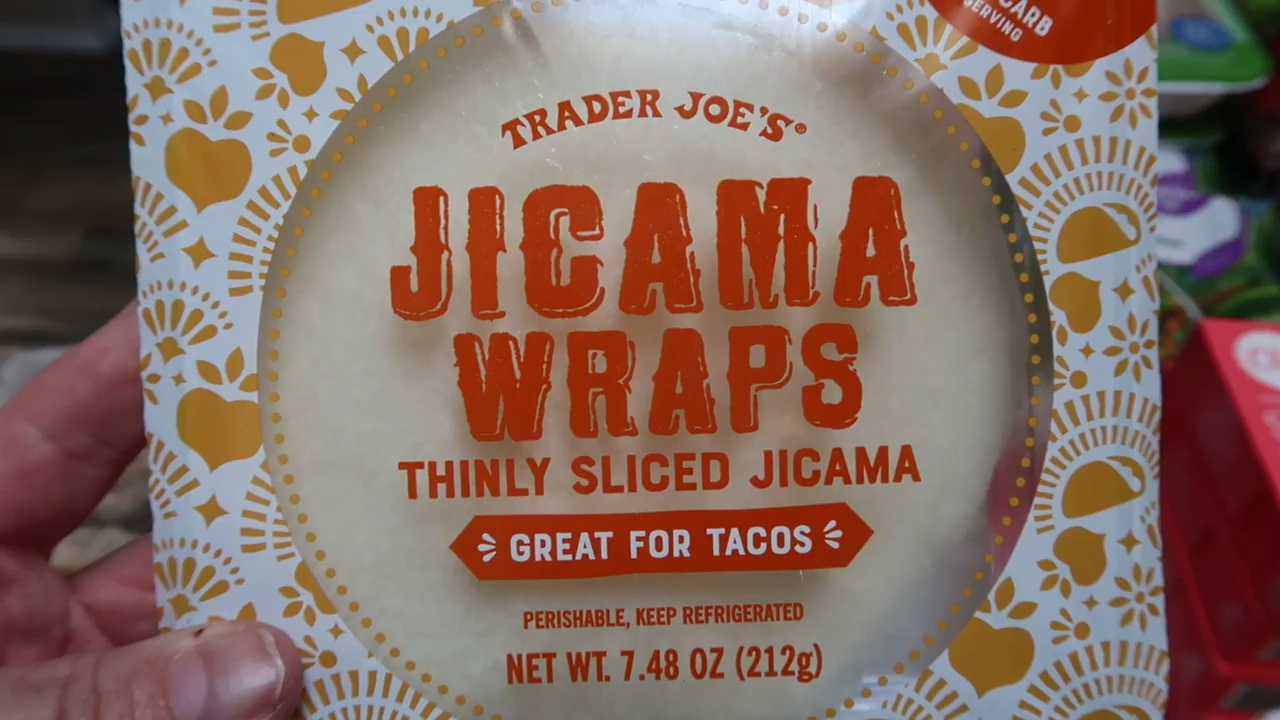 CARB
SERVING
TRADER JOE'S®
JICAMA
WRAPS
THINLY SLICED JICAMA
GREAT FOR TACOS
PERISHABLE, KEEP REFRIGERATED
NET WT. 7.48 OZ (212g)